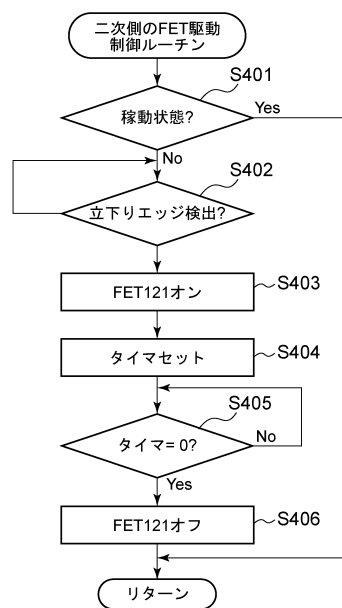 二次側のFET駆動
制御ルーチン
S401
稼動状態?
Yes
No
S402
立下りエッジ検出?
FET121オン
S403
タイマセット
S404
S405
タイマ=0?
No
Yes
FET121オフ
S406
リターン